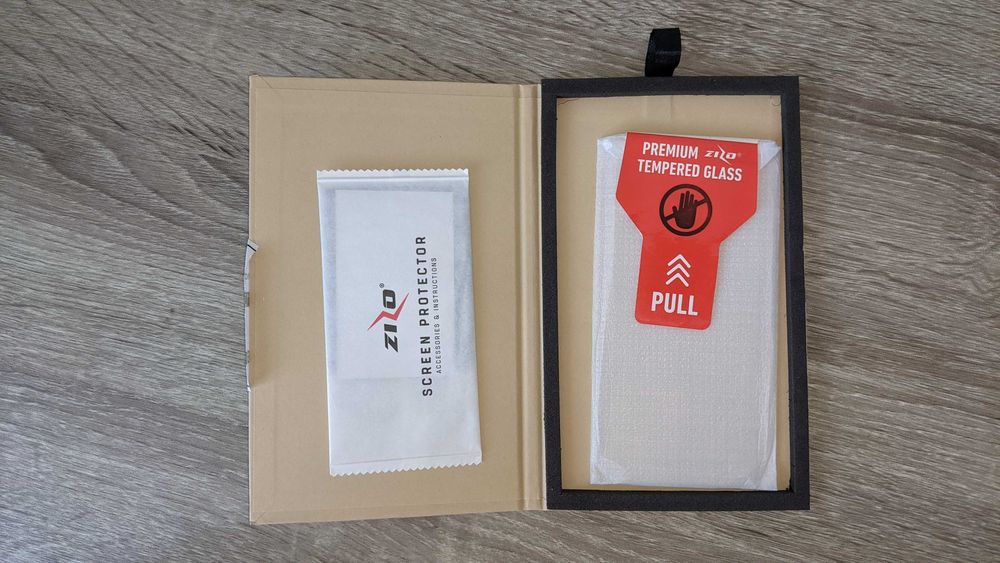 ZIZO®
SCREEN PROTECTOR
ACCESSORIES & INSTRUCTIONS
PREMIUM ZIZO®
TEMPERED GLASS
PULL